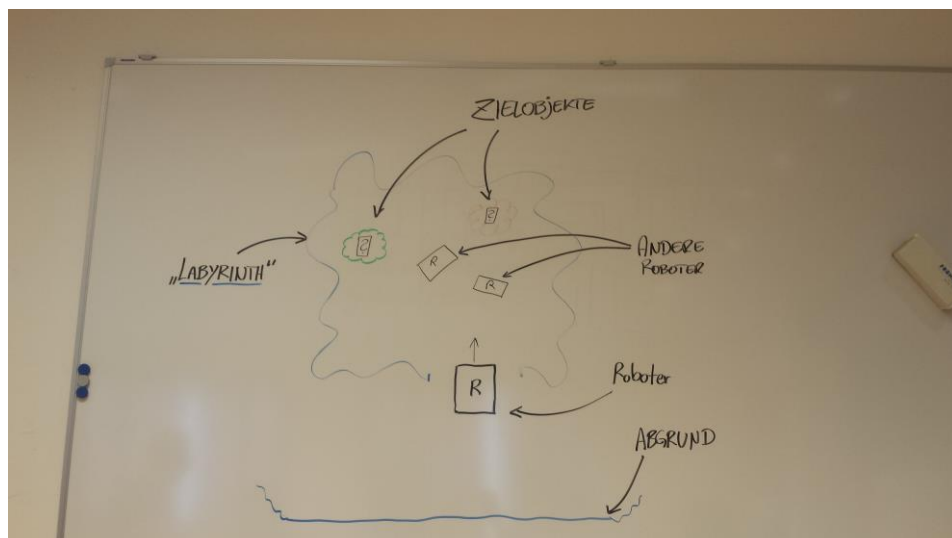 ZIELOBJEKTE
Z
Z
ANDERE
ROBOTER
R
R
„LABYRINTH“
R
Roboter
ABGRUND